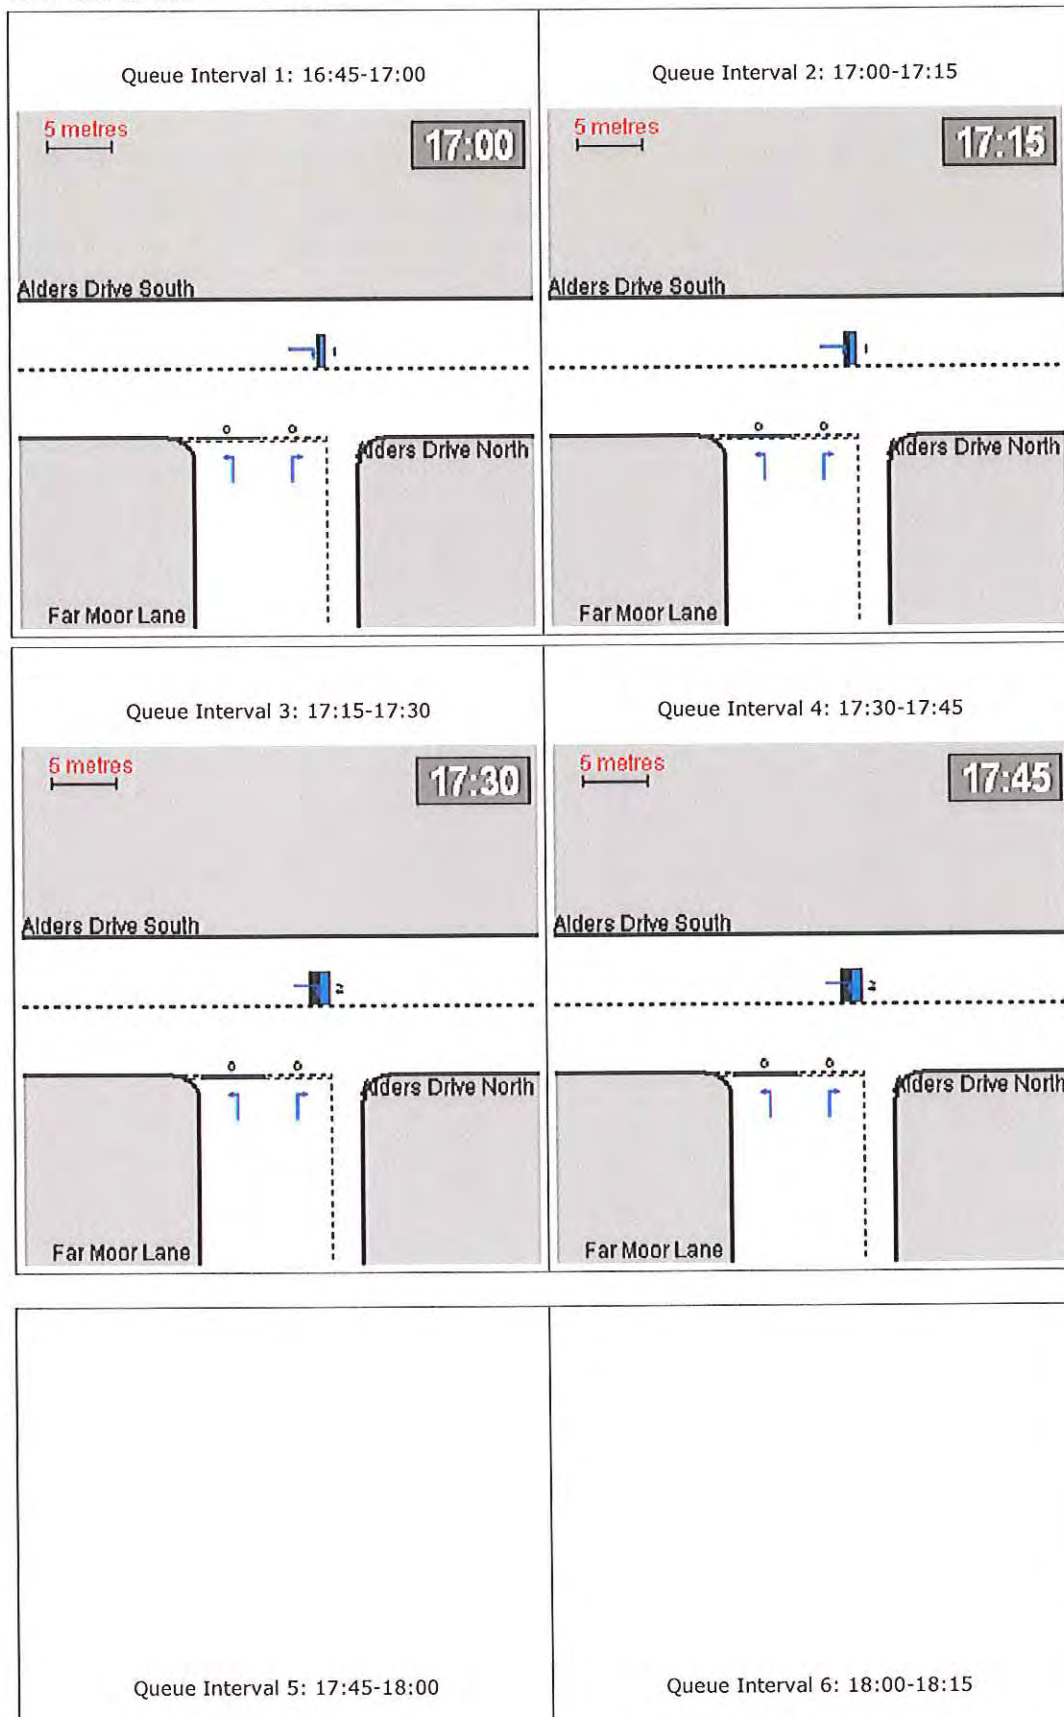 Queue Interval 1: 16:45-17:00
5 metres
17:00
Alders Drive South
1
0 0
Alders Drive North
Far Moor Lane
Queue Interval 2: 17:00-17:15
5 metres
17:15
Alders Drive South
1
0 0
Alders Drive North
Far Moor Lane
Queue Interval 3: 17:15-17:30
5 metres
17:30
Alders Drive South
2
0 0
Alders Drive North
Far Moor Lane
Queue Interval 4: 17:30-17:45
5 metres
17:45
Alders Drive South
2
0 0
Alders Drive North
Far Moor Lane
Queue Interval 5: 17:45-18:00
Queue Interval 6: 18:00-18:15